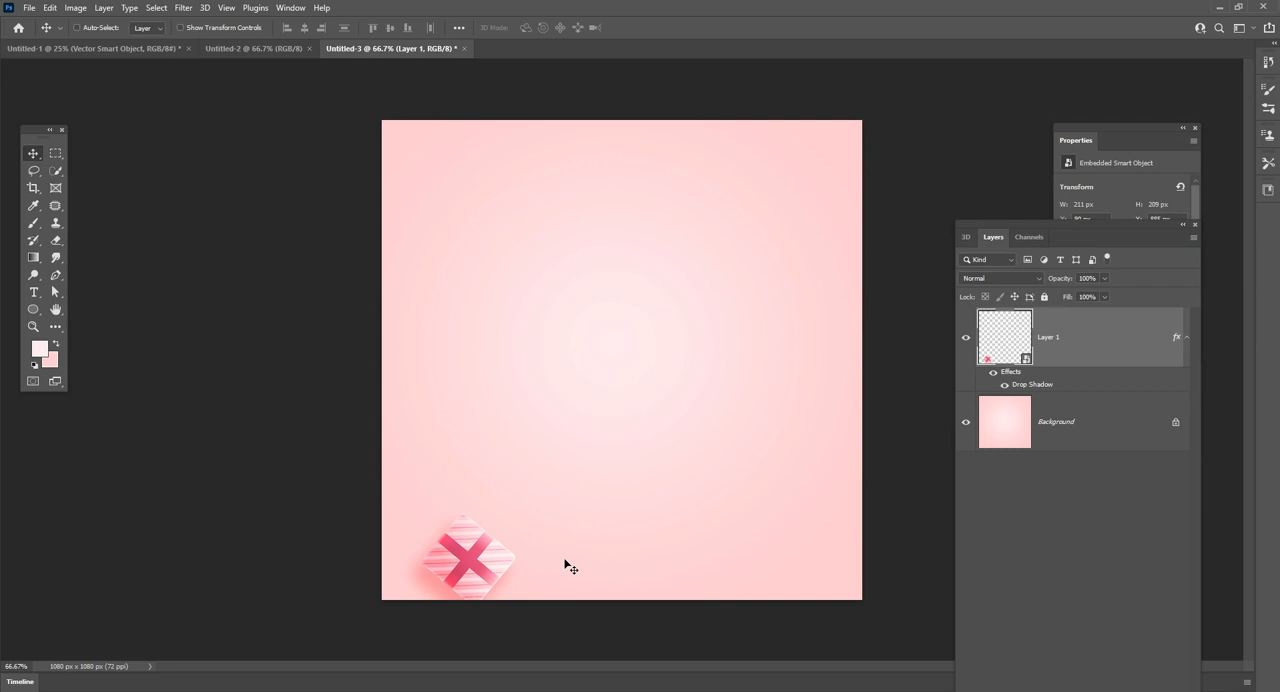 Ps File Edit Image Layer Type Select Filter 3D View Plugins Window Help
Auto-Select: Layer Show Transform Controls 3D Mode:
Untitled-1 @ 25% (Vector Smart Object, RGB/8#) * Untitled-2 @ 66.7% (RGB/8) Untitled-3 @ 66.7% (Layer 1, RGB/8) *
Properties
Embedded Smart Object
Transform
W: 211 px H: 209 px
3D Layers Channels
Kind
Normal Opacity: 100%
Lock: Fill: 100%
Layer 1 fx
Effects
Drop Shadow
Background
66.67% 1080 px x 1080 px (72 ppi)
Timeline